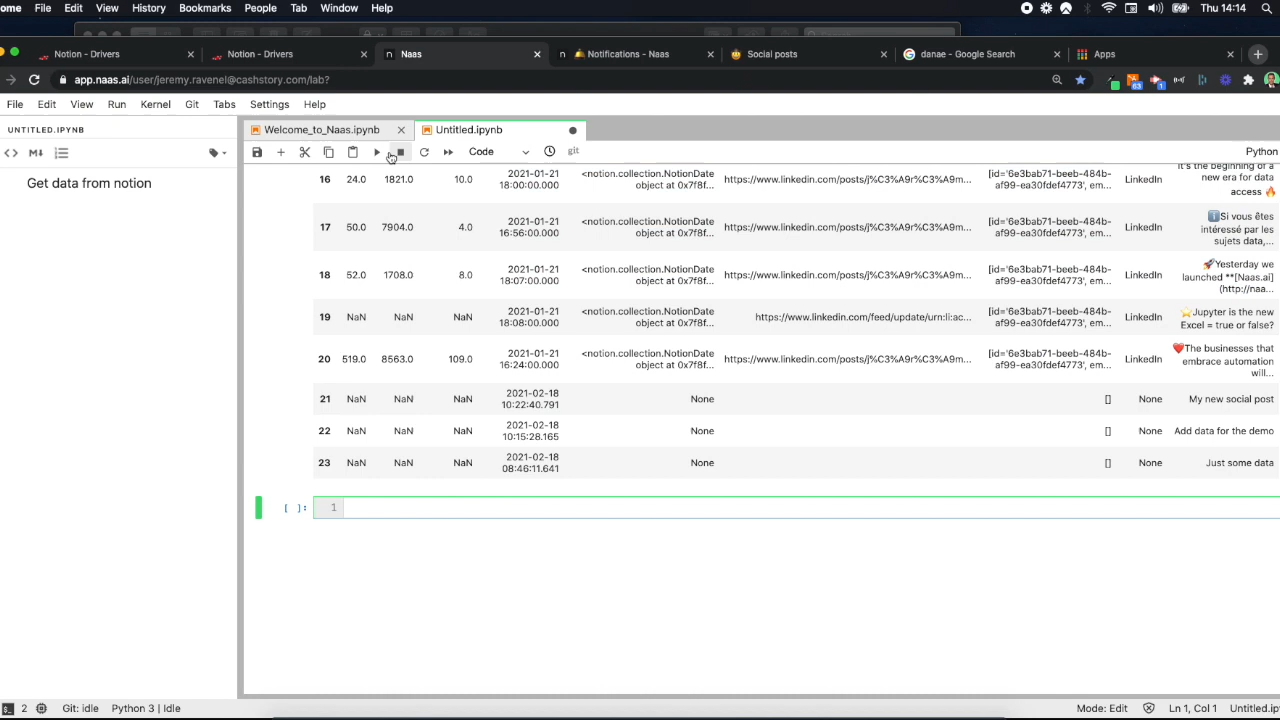 ome File Edit View History Bookmarks People Tab Window Help Thu 14:14
Notion - Drivers Notion - Drivers Naas Notifications - Naas Social posts danae - Google Search Apps
app.naas.ai/user/jeremy.ravenel@cashstory.com/lab?
63 1
File Edit View Run Kernel Git Tabs Settings Help
UNTITLED.IPYNB
Get data from notion
Welcome_to_Naas.ipynb Untitled.ipynb
Code git Python
It's the beginning of a
16 24.0 1821.0 10.0 2021-01-21 <notion.collection.NotionDate https://www.linkedin.com/posts/j%C3%A9r%C3%A9m... [id='6e3bab71-beeb-484b- LinkedIn new era for data
18:00:00.000 object at 0x7f8f... af99-ea30fdef4773', em... access 🔥
17 50.0 7904.0 4.0 2021-01-21 <notion.collection.NotionDate https://www.linkedin.com/posts/j%C3%A9r%C3%A9m... [id='6e3bab71-beeb-484b- LinkedIn ℹ️Si vous êtes
16:56:00.000 object at 0x7f8f... af99-ea30fdef4773', em... intéressé par les
sujets data,...
18 52.0 1708.0 8.0 2021-01-21 <notion.collection.NotionDate https://www.linkedin.com/posts/j%C3%A9r%C3%A9m... [id='6e3bab71-beeb-484b- LinkedIn 🚀Yesterday we
18:07:00.000 object at 0x7f8f... af99-ea30fdef4773', em... launched **[Naas.ai]
(http://naa...
19 NaN NaN NaN 2021-01-21 <notion.collection.NotionDate https://www.linkedin.com/feed/update/urn:li:ac... [id='6e3bab71-beeb-484b- LinkedIn ⭐Jupyter is the new
18:08:00.000 object at 0x7f8f... af99-ea30fdef4773', em... Excel = true or false?
20 519.0 8563.0 109.0 2021-01-21 <notion.collection.NotionDate https://www.linkedin.com/posts/j%C3%A9r%C3%A9m... [id='6e3bab71-beeb-484b- LinkedIn ❤️The businesses that
16:24:00.000 object at 0x7f8f... af99-ea30fdef4773', em... embrace automation
will...
21 NaN NaN NaN 2021-02-18 None [] None My new social post
10:22:40.791
22 NaN NaN NaN 2021-02-18 None [] None Add data for the demo
10:15:28.165
23 NaN NaN NaN 2021-02-18 None [] None Just some data
08:46:11.641
[ ]: 1
2 Git: idle Python 3 | Idle Mode: Edit Ln 1, Col 1 Untitled.ip